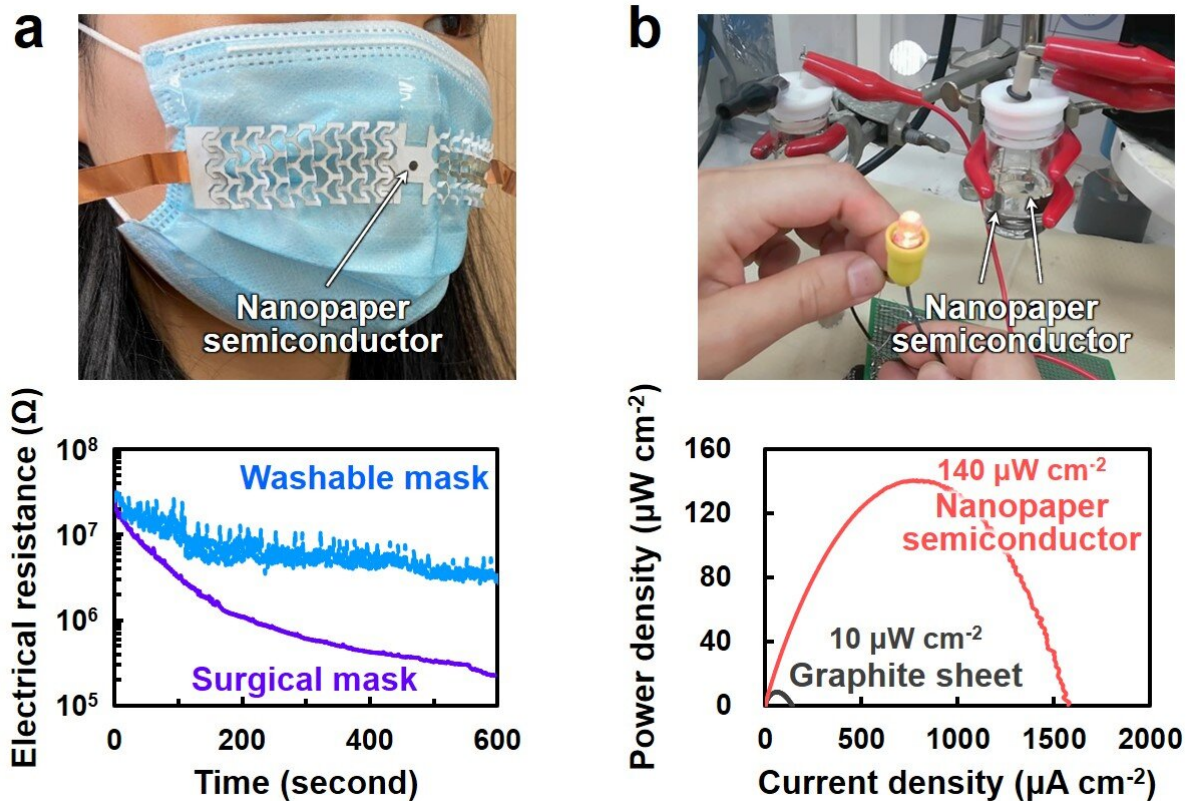 a
Nanopaper
semiconductor
b
Nanopaper
semiconductor
Electrical resistance (Ω)
10⁸
10⁷
10⁶
10⁵
Washable mask
Surgical mask
0
200
400
600
Time (second)
Power density (µW cm⁻²)
160
120
80
40
0
140 µW cm⁻²
Nanopaper
semiconductor
10 µW cm⁻²
Graphite sheet
0
500
1000
1500
2000
Current density (µA cm⁻²)